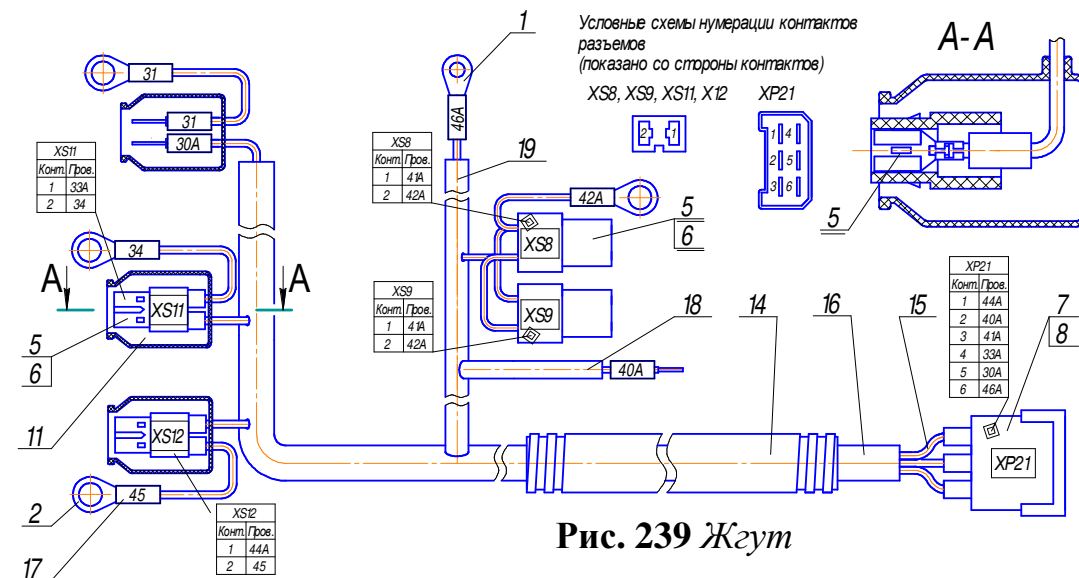 1
Условные схемы нумерации контактов
разъемов
(показано со стороны контактов)
XS8, XS9, XS11, X12
XP21
2 1
1 4
2 5
3 6
А-А
5
31
31
30А
XS11
Конт. Пров.
1 33А
2 34
34
А
А
XS11
5
6
11
XS12
2
45
17
XS12
Конт. Пров.
1 44А
2 45
46А
XS8
Конт. Пров.
1 41А
2 42А
19
42А
XS8
5
6
XS9
Конт. Пров.
1 41А
2 42А
XS9
18
40А
14
16
15
XP21
Конт. Пров.
1 44А
2 40А
3 41А
4 33А
5 30А
6 46А
7
8
XP21
Рис. 239 Жгут